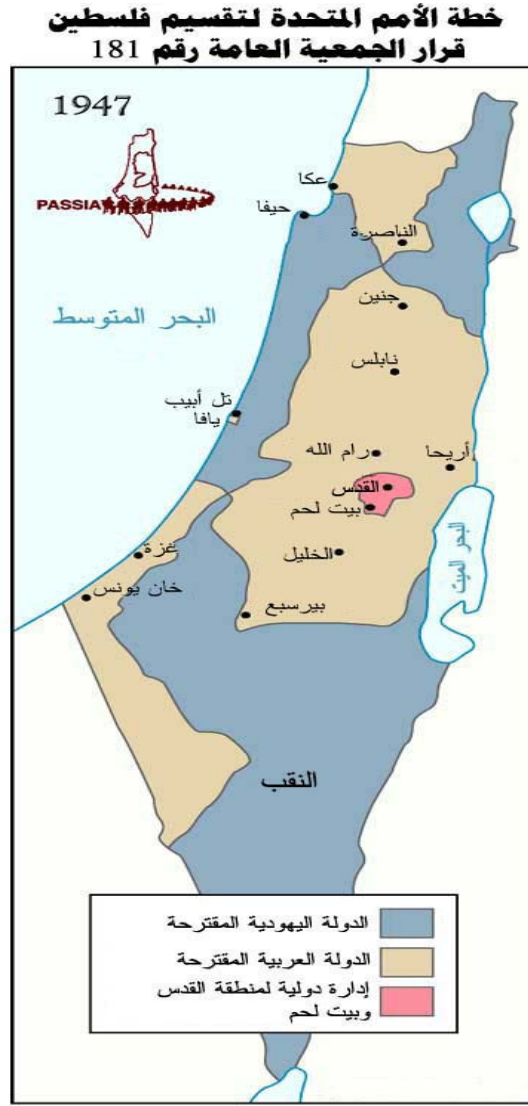 خطة الأمم المتحدة لتقسيم فلسطين
قرار الجمعية العامة رقم 181
1947
PASSIA
عكا
حيفا
الناصرة
جنين
البحر المتوسط
نابلس
تل أبيب
يافا
رام الله
أريحا
القدس
بيت لحم
البحر الميت
غزة
الخليل
خان يونس
بيرسبع
النقب
الدولة اليهودية المقترحة
الدولة العربية المقترحة
إدارة دولية لمنطقة القدس
وبيت لحم